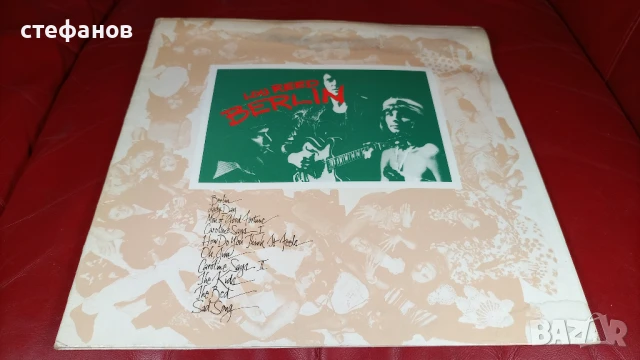 стефанов
LOU REED
BERLIN
Berlin
Lady Day
Men of Good Fortune
Caroline Says - I
How Do You Think It Feels
Oh, Jim
Caroline Says - II
The Kids
The Bed
Sad Song
BAZAR